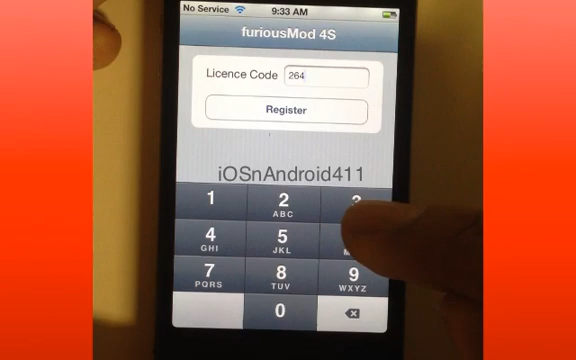 No Service 9:33 AM
furiousMod 4S
Licence Code 264
Register
iOSnAndroid411
1 2 3
ABC
4 5
GHI JKL
7 8 9
PQRS TUV WXYZ
0